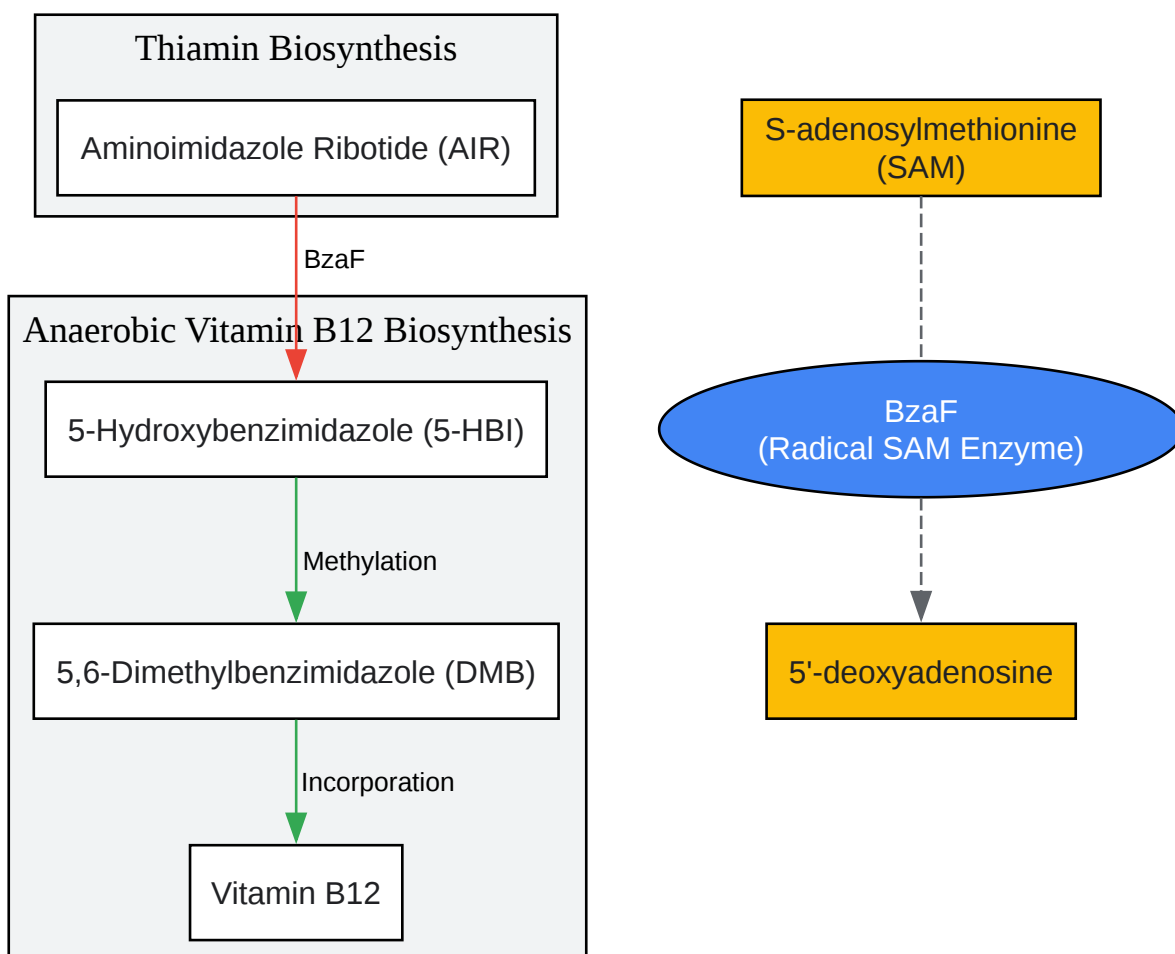 Thiamin Biosynthesis
Aminoimidazole Ribotide (AIR)
BzaF
Anaerobic Vitamin B12 Biosynthesis
5-Hydroxybenzimidazole (5-HBI)
Methylation
5,6-Dimethylbenzimidazole (DMB)
Incorporation
Vitamin B12
S-adenosylmethionine
(SAM)
BzaF
(Radical SAM Enzyme)
5'-deoxyadenosine